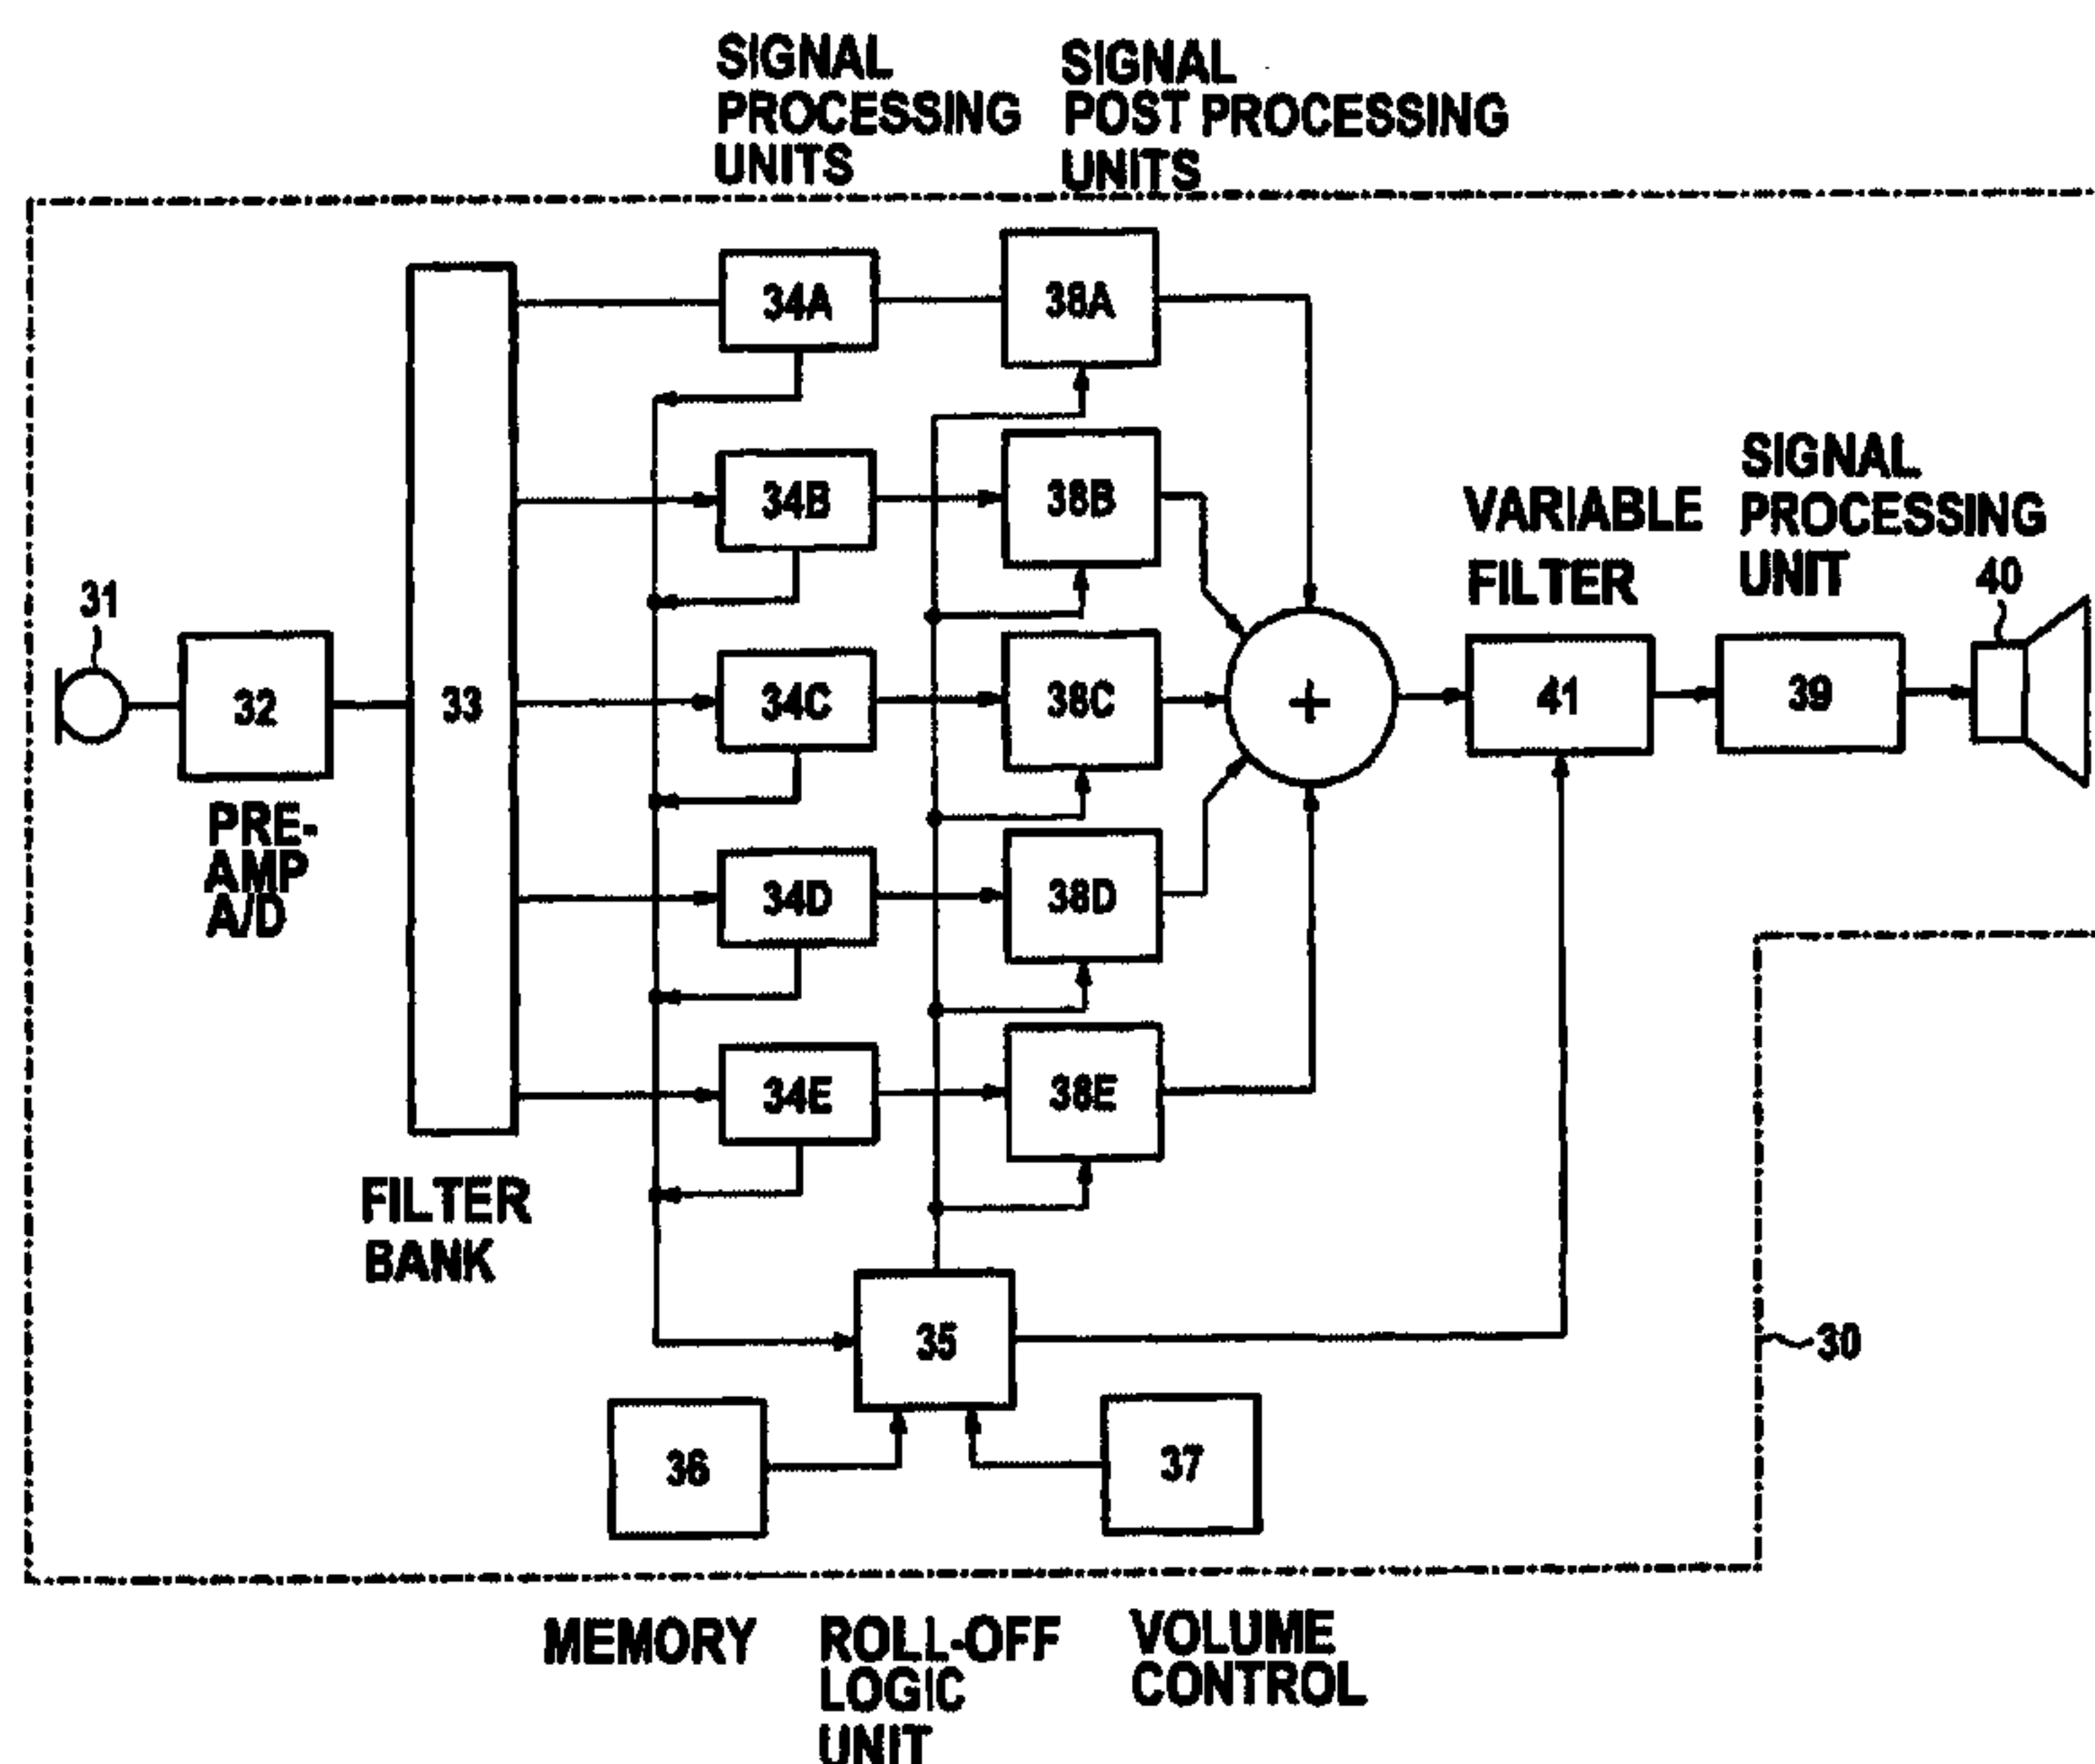 SIGNAL
PROCESSING
UNITS
SIGNAL
POST PROCESSING
UNITS
34A
38A
34B
38B
SIGNAL
PROCESSING
UNIT
VARIABLE
FILTER
31
40
32
33
34C
38C
+
41
39
PRE-
AMP
A/D
34D
38D
34E
38E
FILTER
BANK
35
30
36
37
MEMORY
ROLL-OFF
LOGIC
UNIT
VOLUME
CONTROL